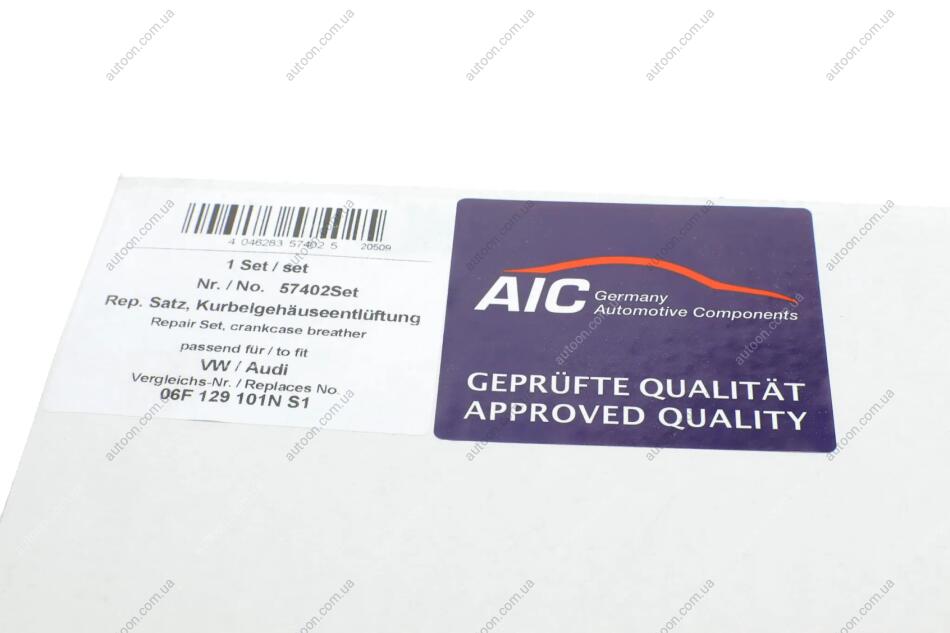 4 046283 57402 5 20509
1 Set / set
Nr. / No. 57402Set
Rep. Satz, Kurbelgehäuseentlüftung
Repair Set, crankcase breather
passend für / to fit
VW / Audi
Vergleichs-Nr. / Replaces No.
06F 129 101N S1
AIC Germany
Automotive Components
GEPRÜFTE QUALITÄT
APPROVED QUALITY
autoon.com.ua